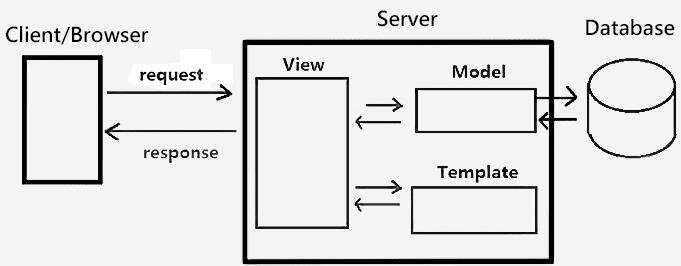 Server
Client/Browser
Database
View
Model
request
response
Template